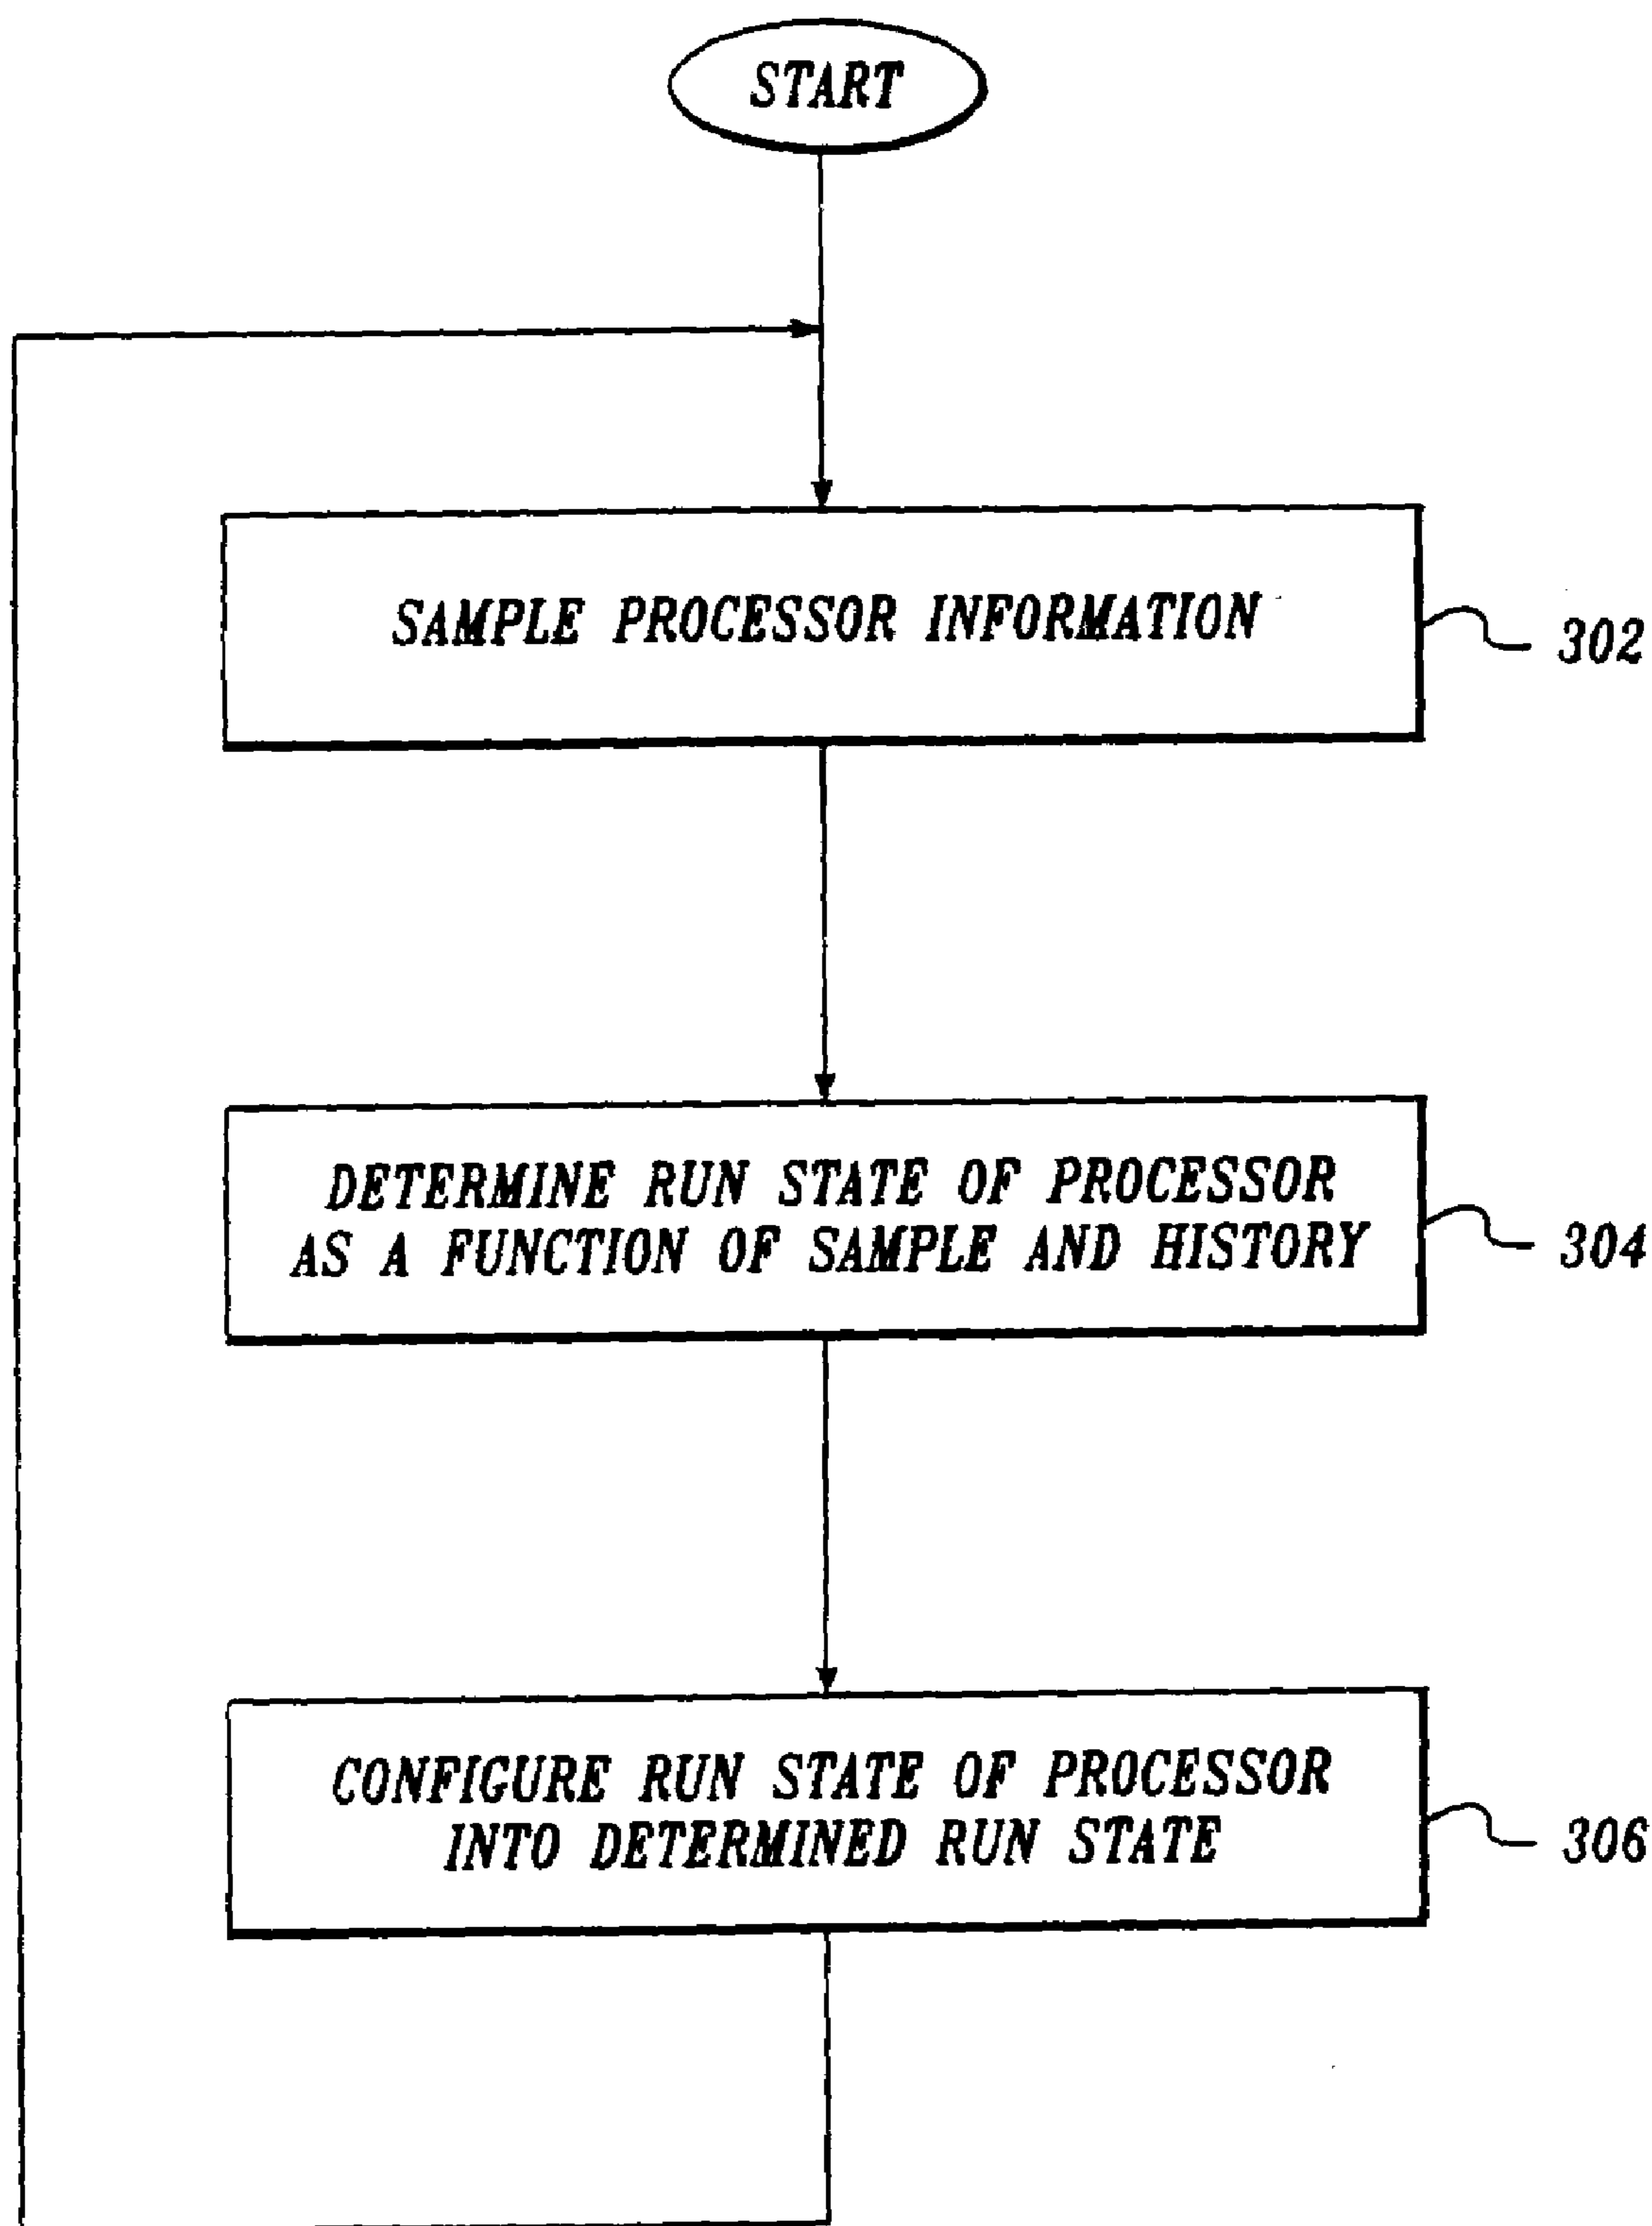 START
SAMPLE PROCESSOR INFORMATION
302
DETERMINE RUN STATE OF PROCESSOR
AS A FUNCTION OF SAMPLE AND HISTORY
304
CONFIGURE RUN STATE OF PROCESSOR
INTO DETERMINED RUN STATE
306